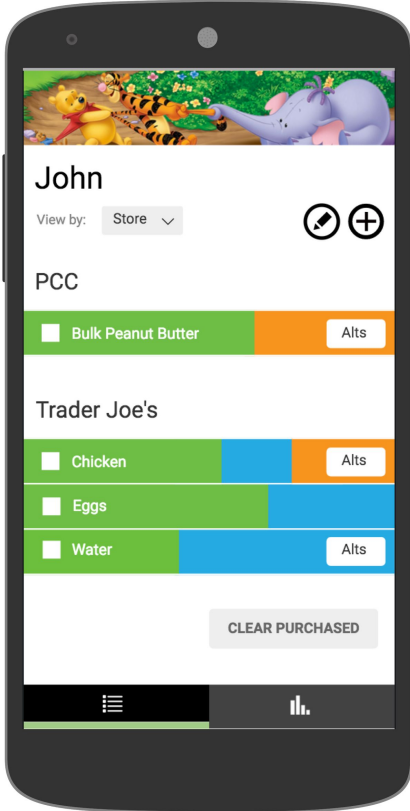 John
View by:
Store
PCC
Bulk Peanut Butter
Alts
Trader Joe's
Chicken
Alts
Eggs
Water
Alts
CLEAR PURCHASED